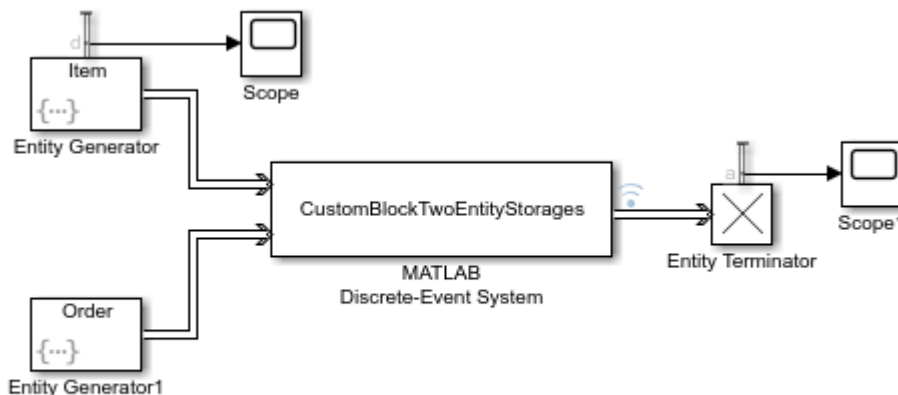 d
Item
{...}
Entity Generator
Scope
CustomBlockTwoEntityStorages
MATLAB
Discrete-Event System
a
Entity Terminator
Scope1
Order
{...}
Entity Generator1